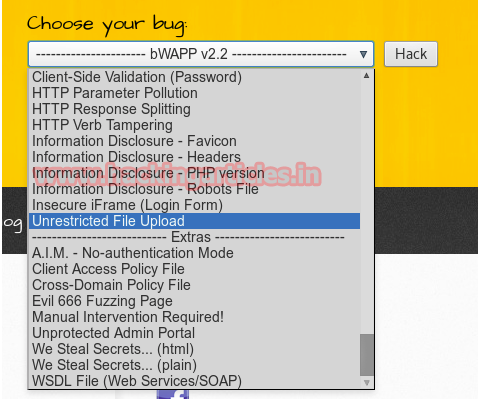 Choose your bug:
--------------------- bWAPP v2.2 ----------------------- Hack
Client-Side Validation (Password)
HTTP Parameter Pollution
HTTP Response Splitting
HTTP Verb Tampering
Information Disclosure - Favicon
Information Disclosure - Headers
Information Disclosure - PHP version
www.hackingarticles.in
Information Disclosure - Robots File
Insecure iFrame (Login Form)
Unrestricted File Upload
og
-------------------------- Extras -------------------------
A.I.M. - No-authentication Mode
Client Access Policy File
Cross-Domain Policy File
Evil 666 Fuzzing Page
Manual Intervention Required!
Unprotected Admin Portal
We Steal Secrets... (html)
We Steal Secrets... (plain)
WSDL File (Web Services/SOAP)